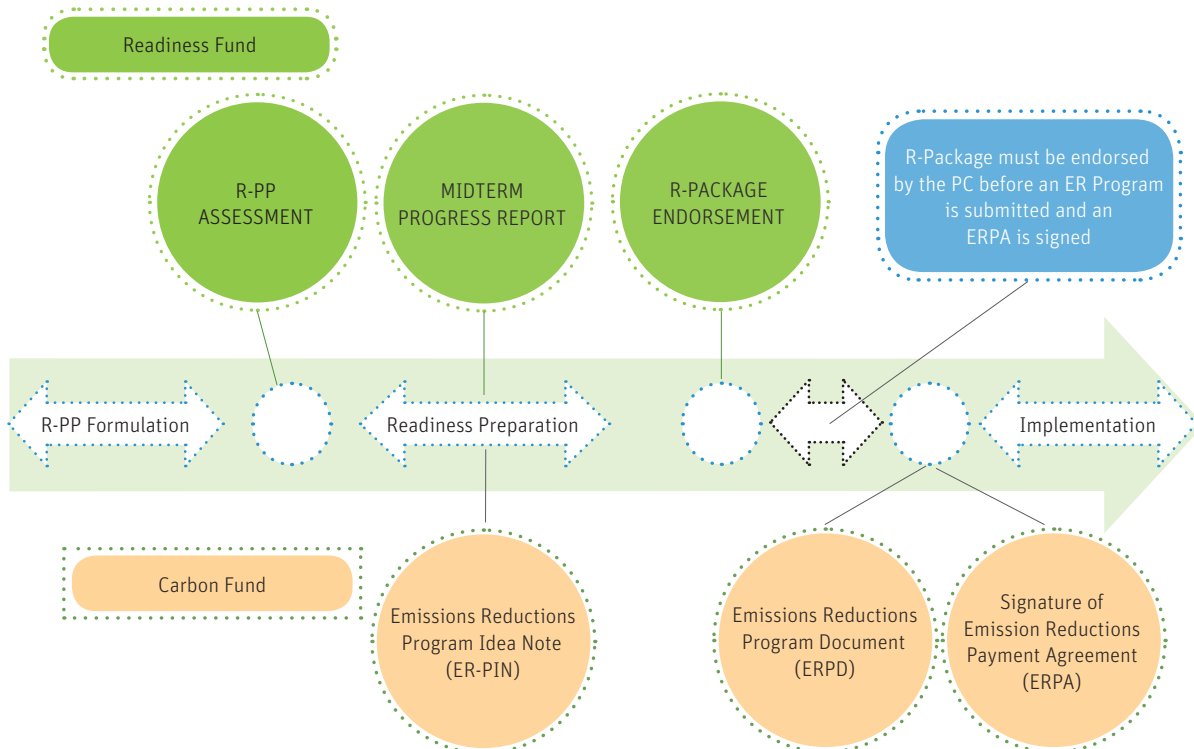 Readiness Fund
R-PP
ASSESSMENT
MIDTERM
PROGRESS REPORT
R-PACKAGE
ENDORSEMENT
R-Package must be endorsed
by the PC before an ER Program
is submitted and an
ERPA is signed
R-PP Formulation
Readiness Preparation
Implementation
Carbon Fund
Emissions Reductions
Program Idea Note
(ER-PIN)
Emissions Reductions
Program Document
(ERPD)
Signature of
Emission Reductions
Payment Agreement
(ERPA)